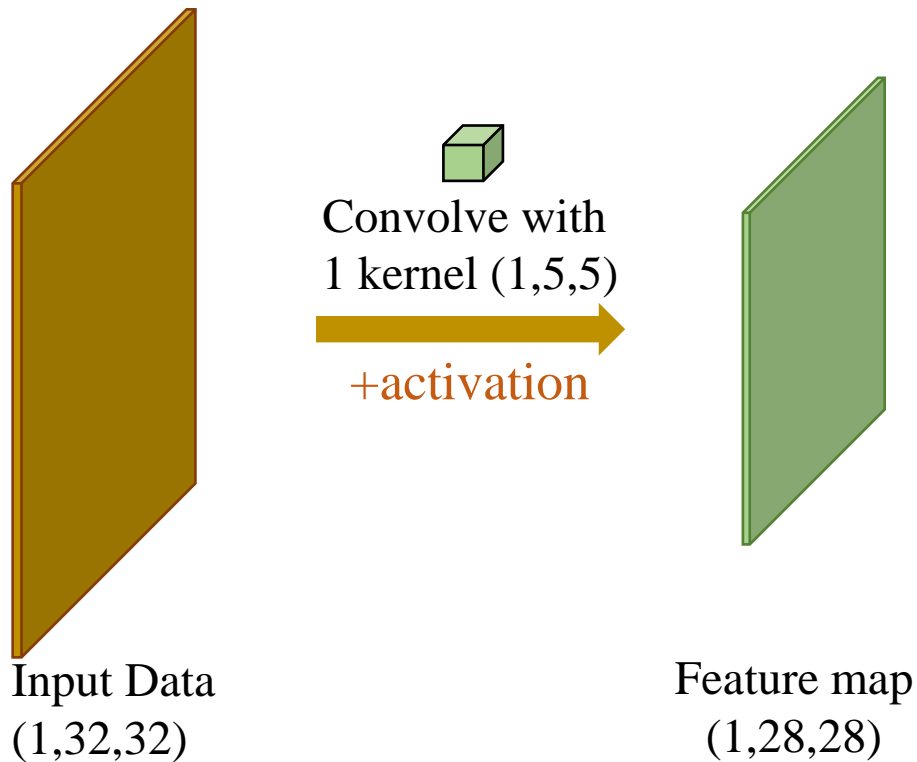 Convolve with
1 kernel (1,5,5)
+activation
Input Data
(1,32,32)
Feature map
(1,28,28)